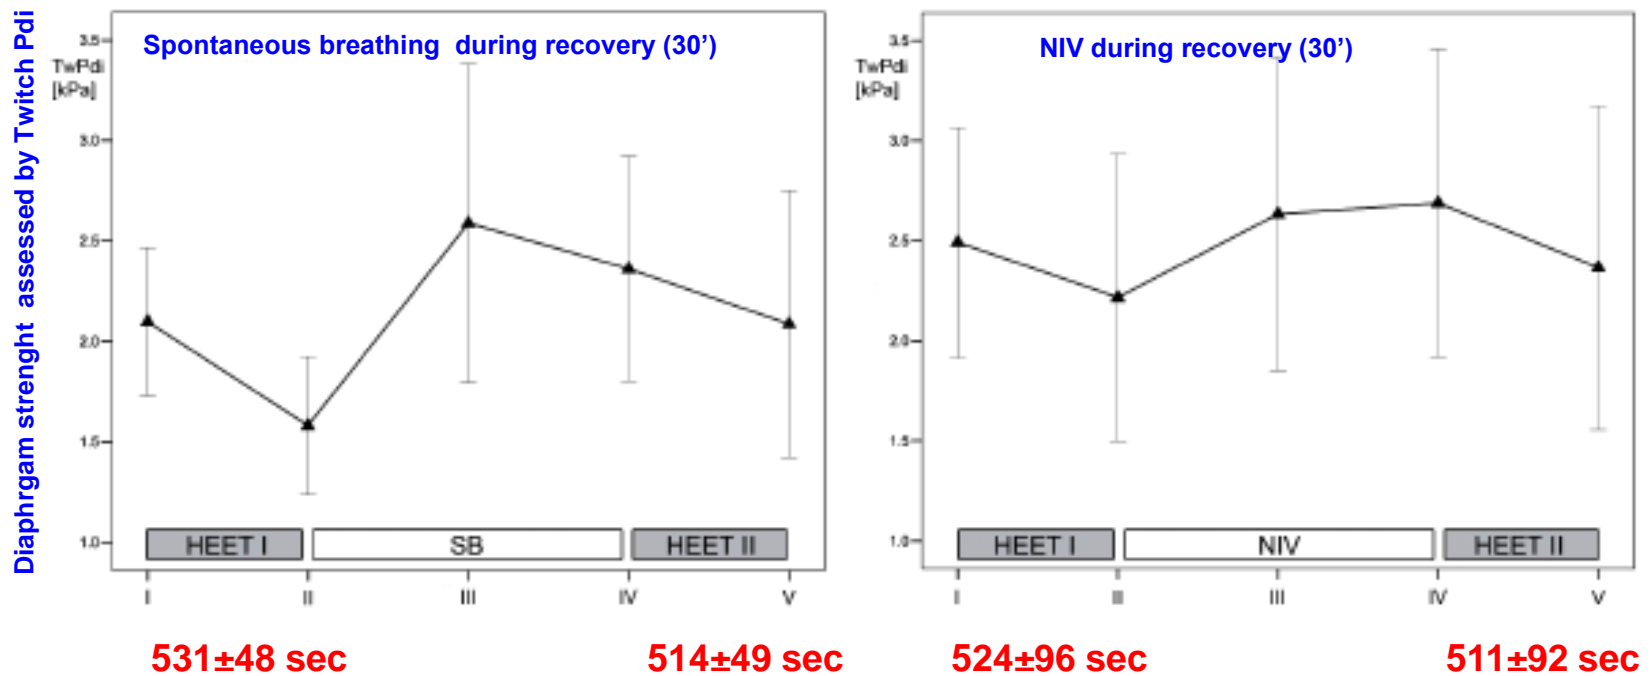 Diaphrgam strenght assessed by Twitch Pdi
Spontaneous breathing during recovery (30’)
TwPdi
[kPa]
3.5
3.0
2.5
2.0
1.5
1.0
HEET I
SB
HEET II
I
II
III
IV
V
531±48 sec
514±49 sec
NIV during recovery (30’)
TwPdi
[kPa]
3.5
3.0
2.5
2.0
1.5
1.0
HEET I
NIV
HEET II
I
II
III
IV
V
524±96 sec
511±92 sec